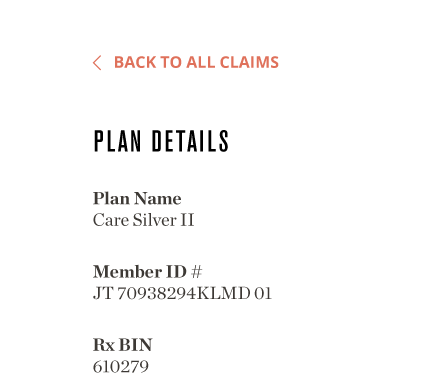 BACK TO ALL CLAIMS
PLAN DETAILS
Plan Name
Care Silver II
Member ID #
JT 70938294KLMD 01
Rx BIN
610279